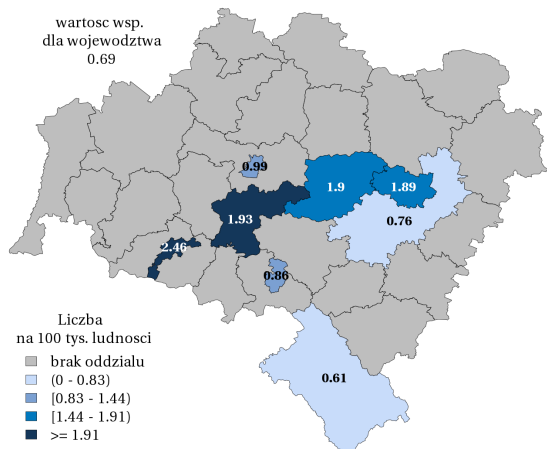 wartosc wsp.
dla wojewodztwa
0.69
0.99
1.9
1.89
1.93
0.76
2.46
0.86
0.61
Liczba
na 100 tys. ludnosci
brak oddzialu
(0 - 0.83)
[0.83 - 1.44)
[1.44 - 1.91)
>= 1.91